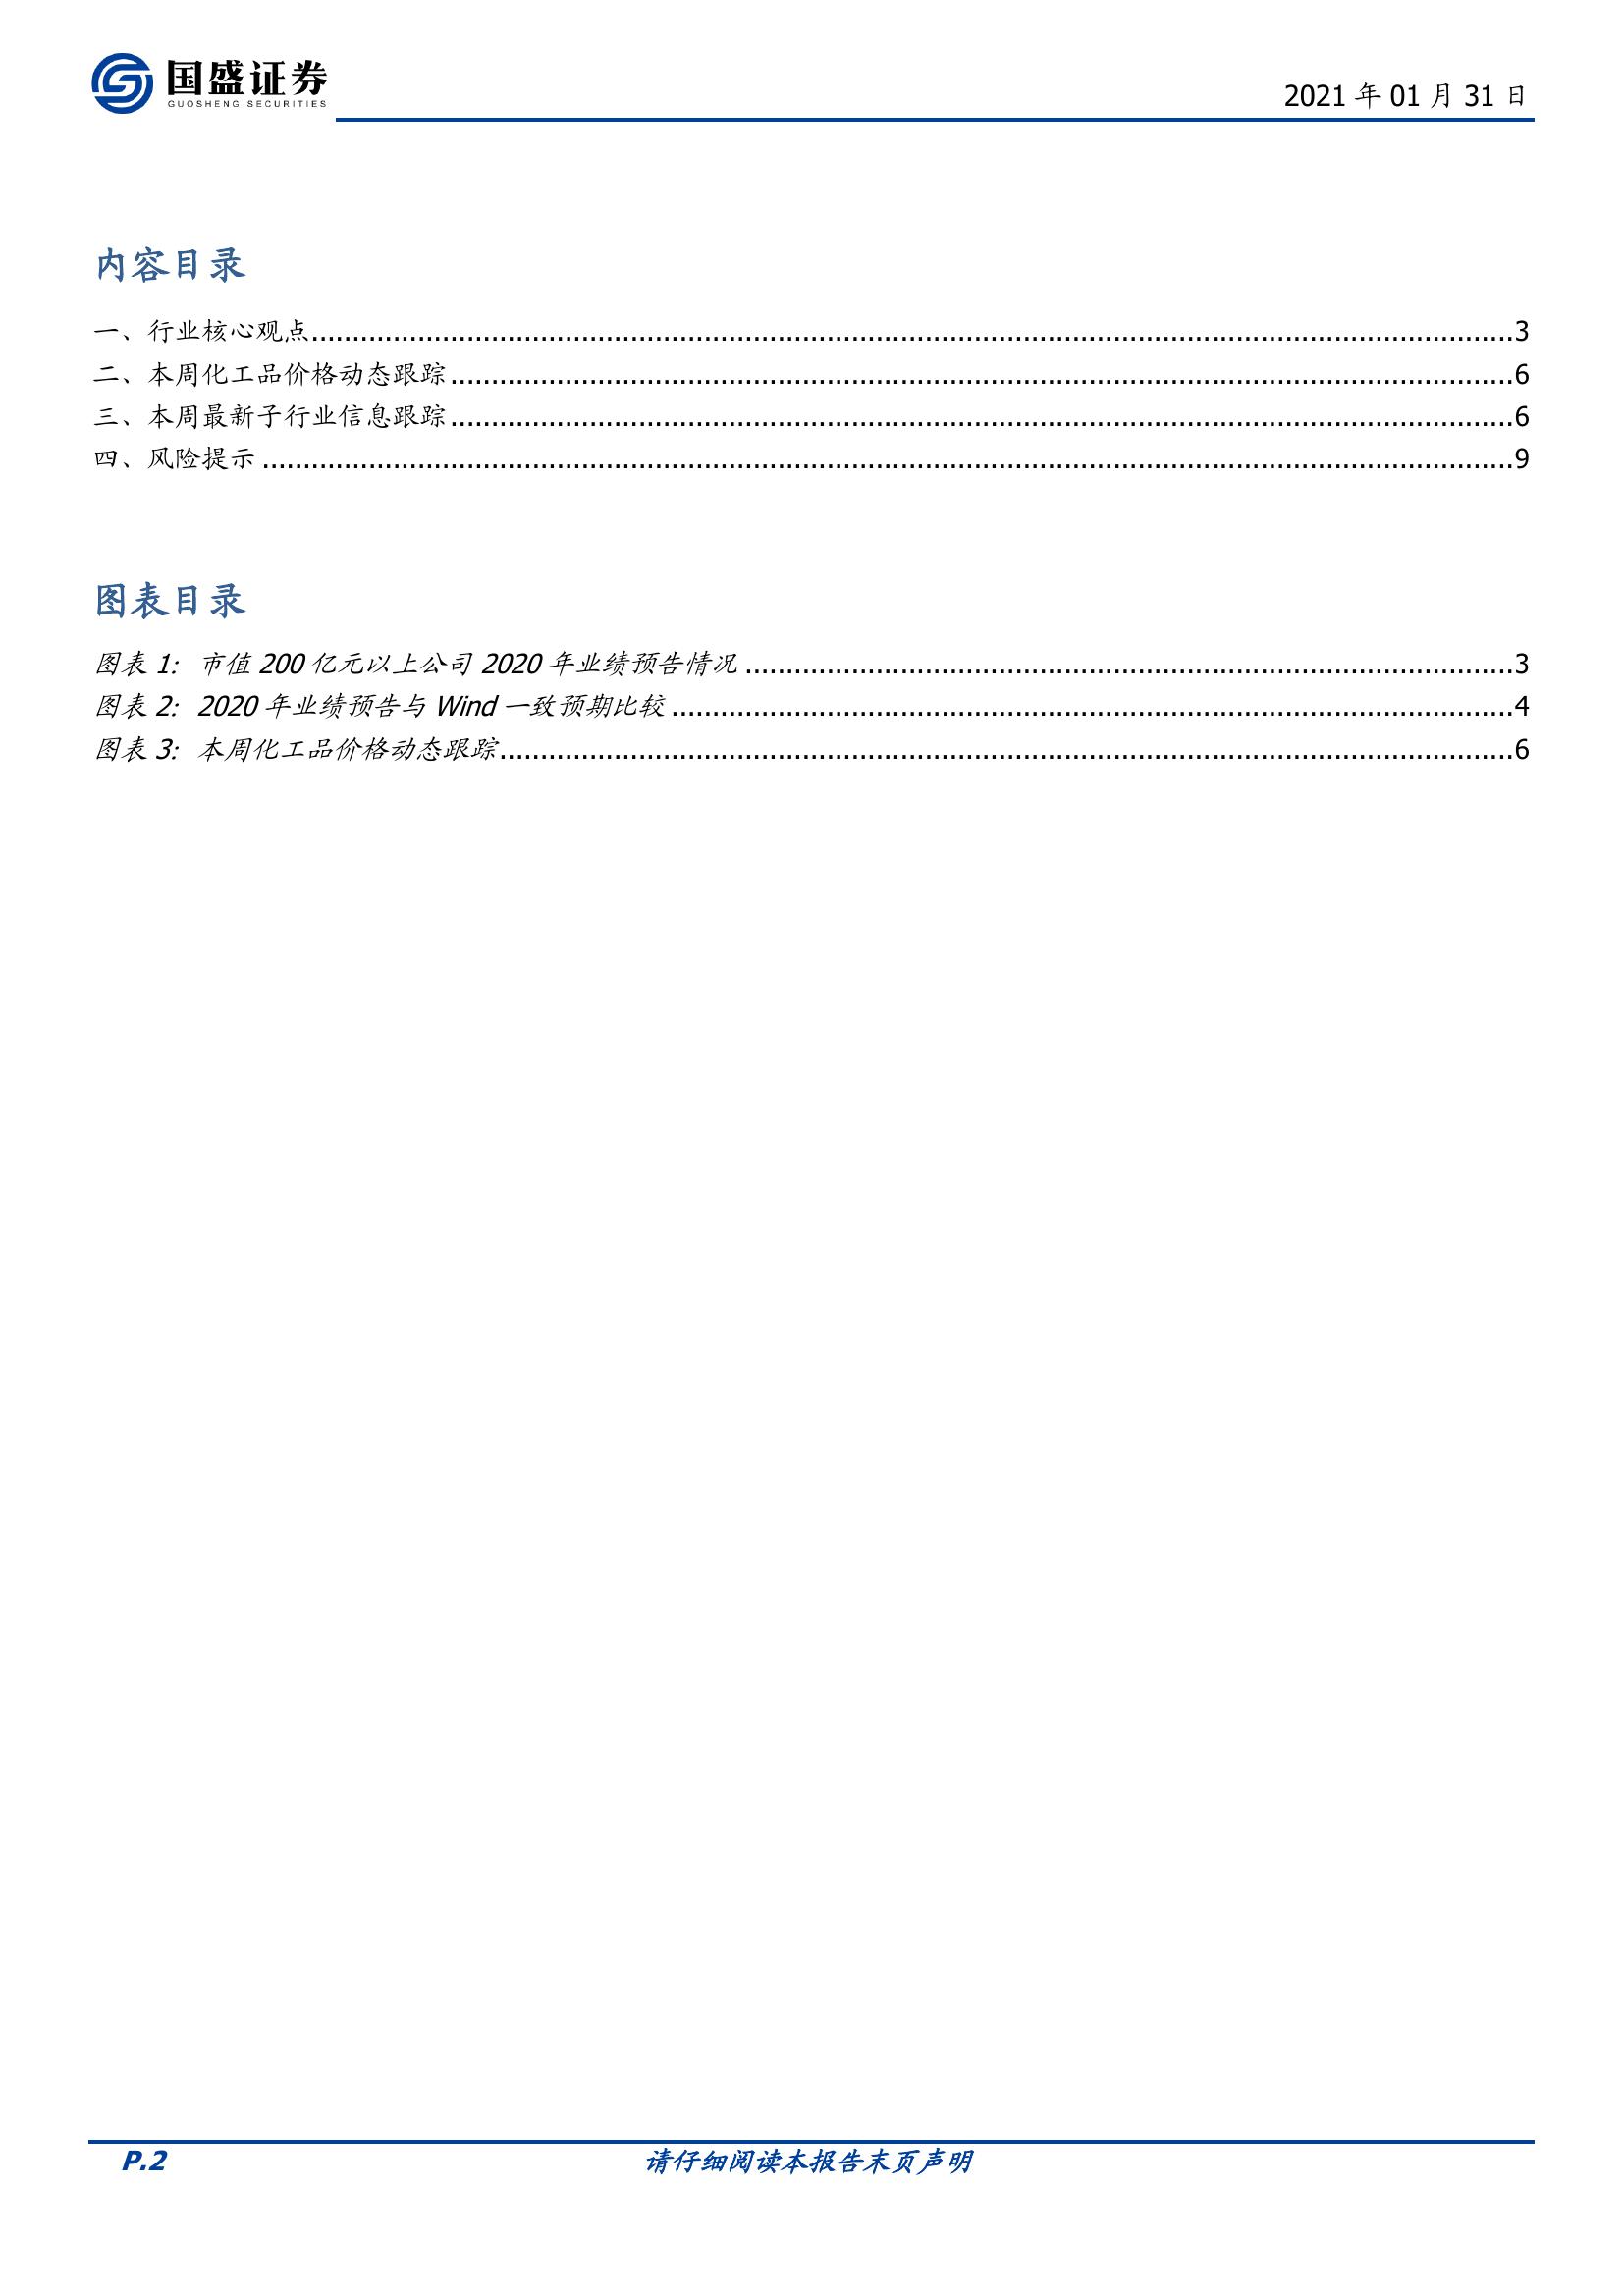 国盛证券
GUOSHENG SECURITIES
2021 年 01 月 31 日
内容目录
一、行业核心观点........................................3
二、本周化工品价格动态跟踪........................................6
三、本周最新子行业信息跟踪........................................6
四、风险提示........................................9
图表目录
图表 1: 市值 200 亿元以上公司 2020 年业绩预告情况........................................3
图表 2: 2020 年业绩预告与 Wind 一致预期比较........................................4
图表 3: 本周化工品价格动态跟踪........................................6
P.2
请仔细阅读本报告末页声明